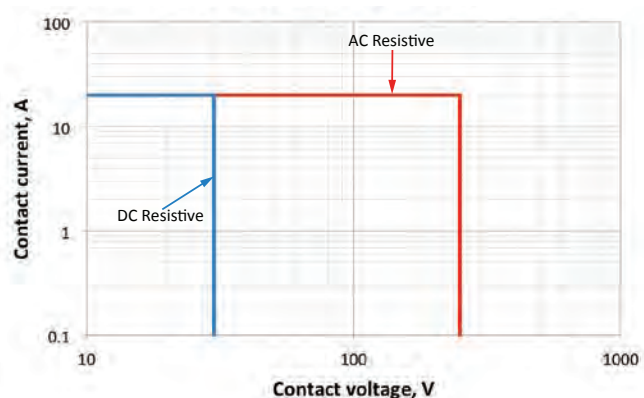 100
AC Resistive
10
DC Resistive
1
0.1
10 100 1000
Contact current, A
Contact voltage, V